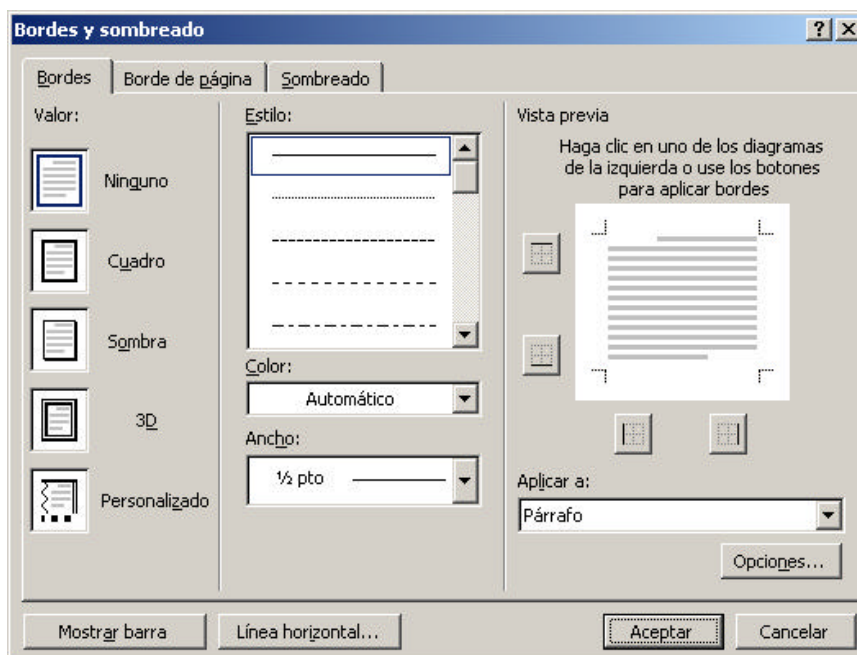 Bordes y sombreado
Bordes
Borde de página
Sombreado
Valor:
Ninguno
Cuadro
Sombra
3D
Personalizado
Estilo:
Color:
Automático
Ancho:
½ pto
Vista previa
Haga clic en uno de los diagramas
de la izquierda o use los botones
para aplicar bordes
Aplicar a:
Párrafo
Opciones...
Mostrar barra
Línea horizontal...
Aceptar
Cancelar